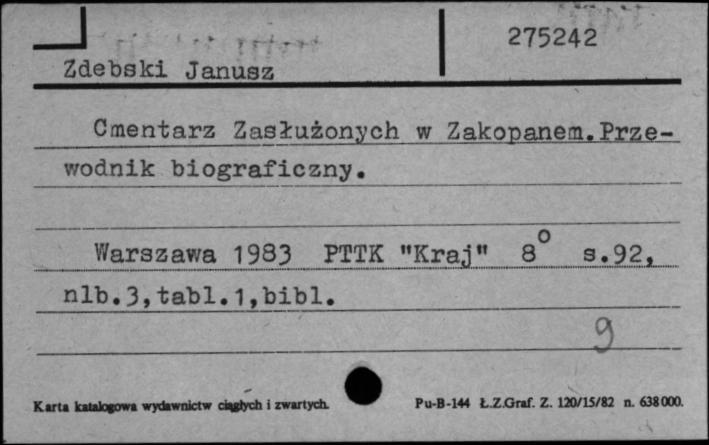 275242
Zdebski Janusz
Cmentarz Zasłużonych w Zakopanem.Prze-
wodnik biograficzny.
Warszawa 1983 PTTK "Kraj" 8° s.92,
nlb.3,tabl.1,bibl.
9
Karta katalogowa wydawnictw ciągłych i zwartych.
Pu-B-144 Ł.Z.Graf. Z. 120/15/82 n. 638000.